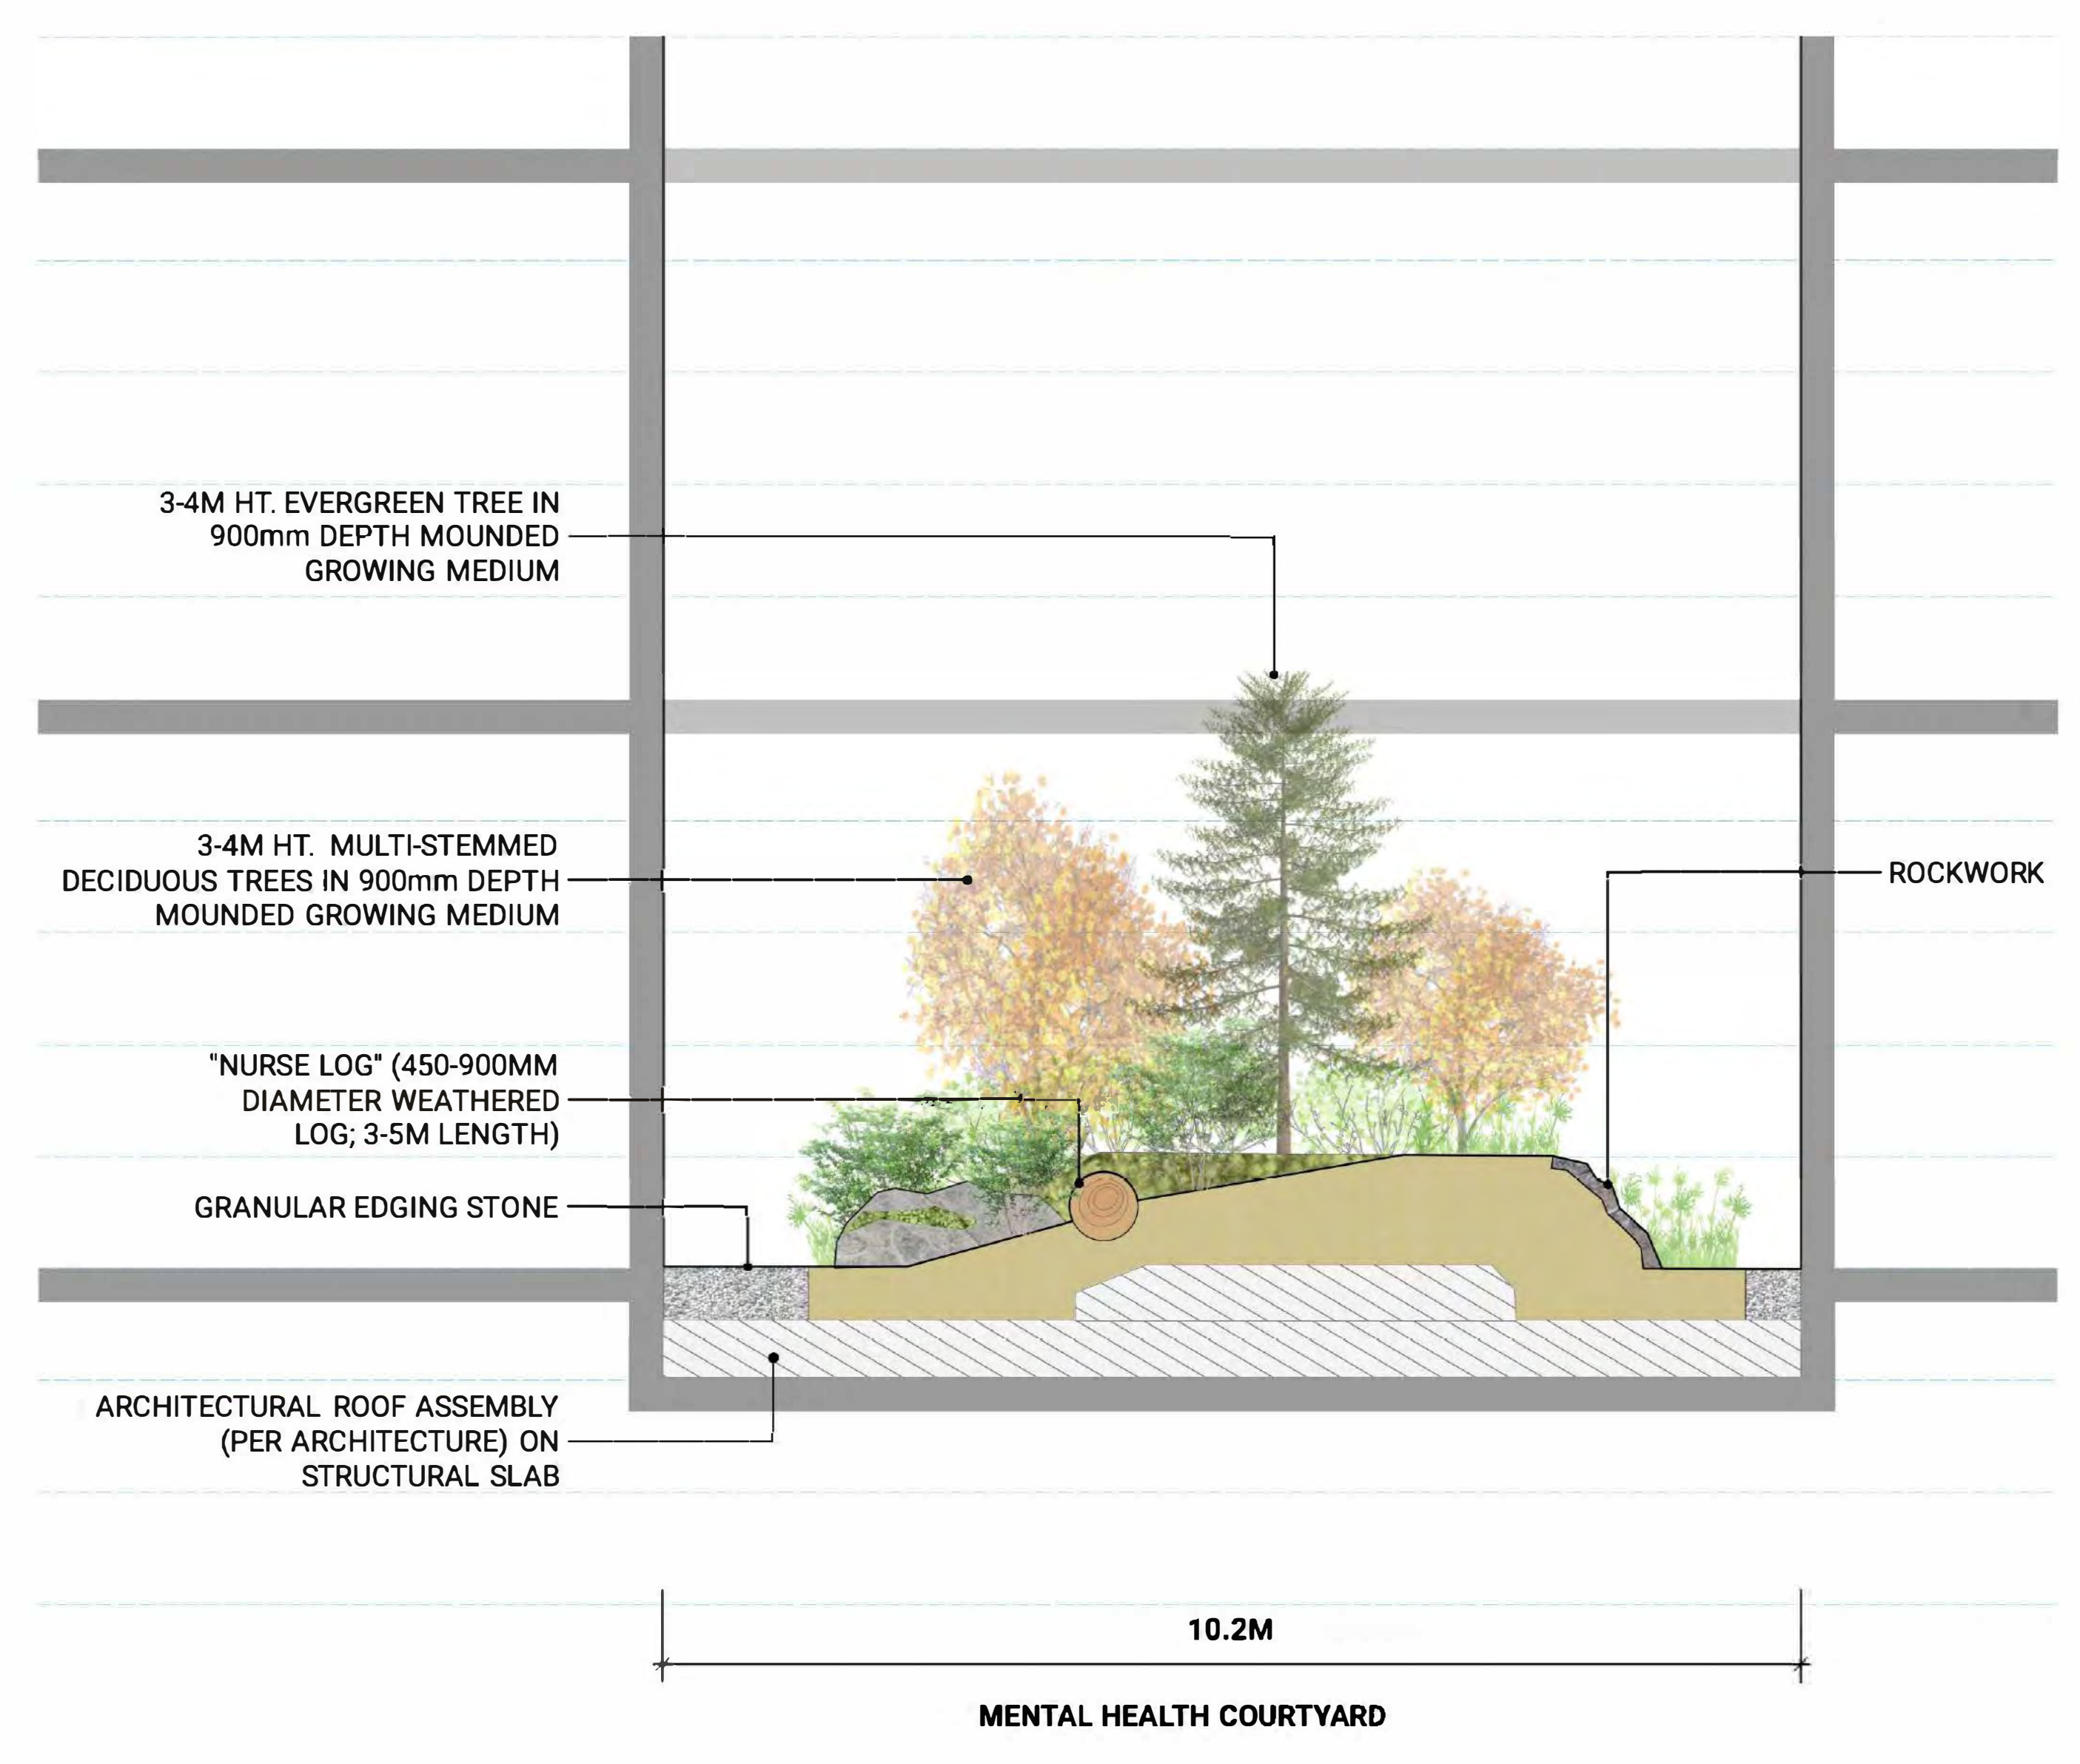 3-4M HT. EVERGREEN TREE IN
900mm DEPTH MOUNDED
GROWING MEDIUM
3-4M HT. MULTI-STEMMED
DECIDUOUS TREES IN 900mm DEPTH
MOUNDED GROWING MEDIUM
ROCKWORK
"NURSE LOG" (450-900MM
DIAMETER WEATHERED
LOG; 3-5M LENGTH)
GRANULAR EDGING STONE
ARCHITECTURAL ROOF ASSEMBLY
(PER ARCHITECTURE) ON
STRUCTURAL SLAB
10.2M
MENTAL HEALTH COURTYARD